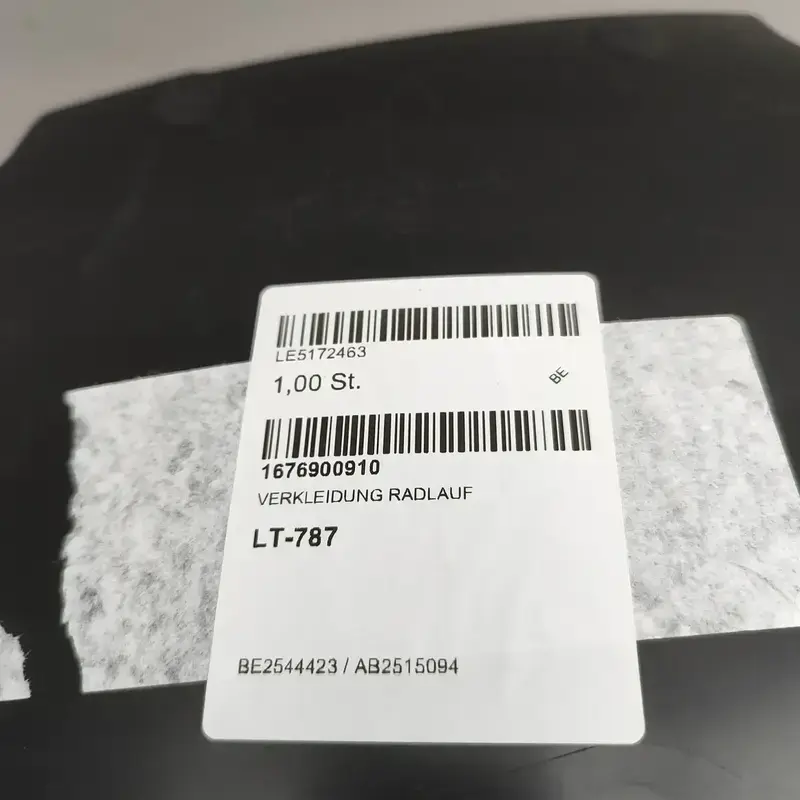 LE5172463
1,00 St.
BE
1676900910
VERKLEIDUNG RADLAUF
LT-787
BE2544423 / AB2515094